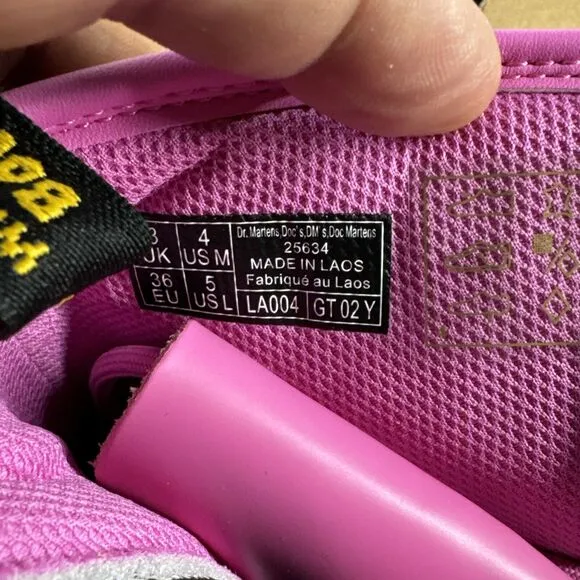 3 UK
4 US M
36 EU
5 US L
Dr. Martens,Doc's,DM's,Doc Martens
25634
MADE IN LAOS
Fabriqué au Laos
LA004
GT 02 Y